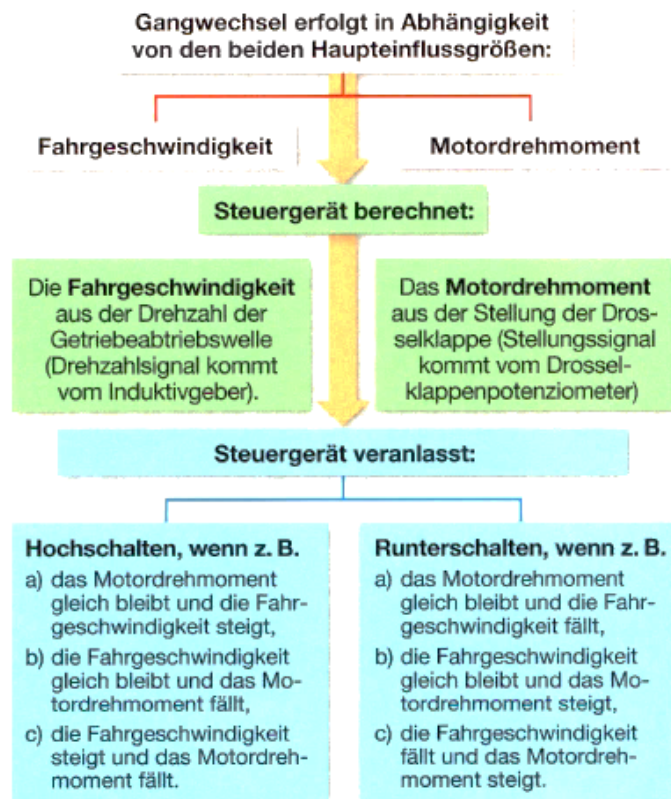 Gangwechsel erfolgt in Abhängigkeit
von den beiden Haupteinflussgrößen:
Fahrgeschwindigkeit
Motordrehmoment
Steuergerät berechnet:
Die Fahrgeschwindigkeit
aus der Drehzahl der
Getriebeabtriebswelle
(Drehzahlsignal kommt
vom Induktivgeber).
Das Motordrehmoment
aus der Stellung der Dros-
selklappe (Stellungssignal
kommt vom Drossel-
klappenpotenziometer)
Steuergerät veranlasst:
Hochschalten, wenn z. B.
a) das Motordrehmoment
gleich bleibt und die Fahr-
geschwindigkeit steigt,
b) die Fahrgeschwindigkeit
gleich bleibt und das Mo-
tordrehmoment fällt,
c) die Fahrgeschwindigkeit
steigt und das Motordreh-
moment fällt.
Runterschalten, wenn z. B.
a) das Motordrehmoment
gleich bleibt und die Fahr-
geschwindigkeit fällt,
b) die Fahrgeschwindigkeit
gleich bleibt und das Mo-
tordrehmoment steigt,
c) die Fahrgeschwindigkeit
fällt und das Motordreh-
moment steigt.